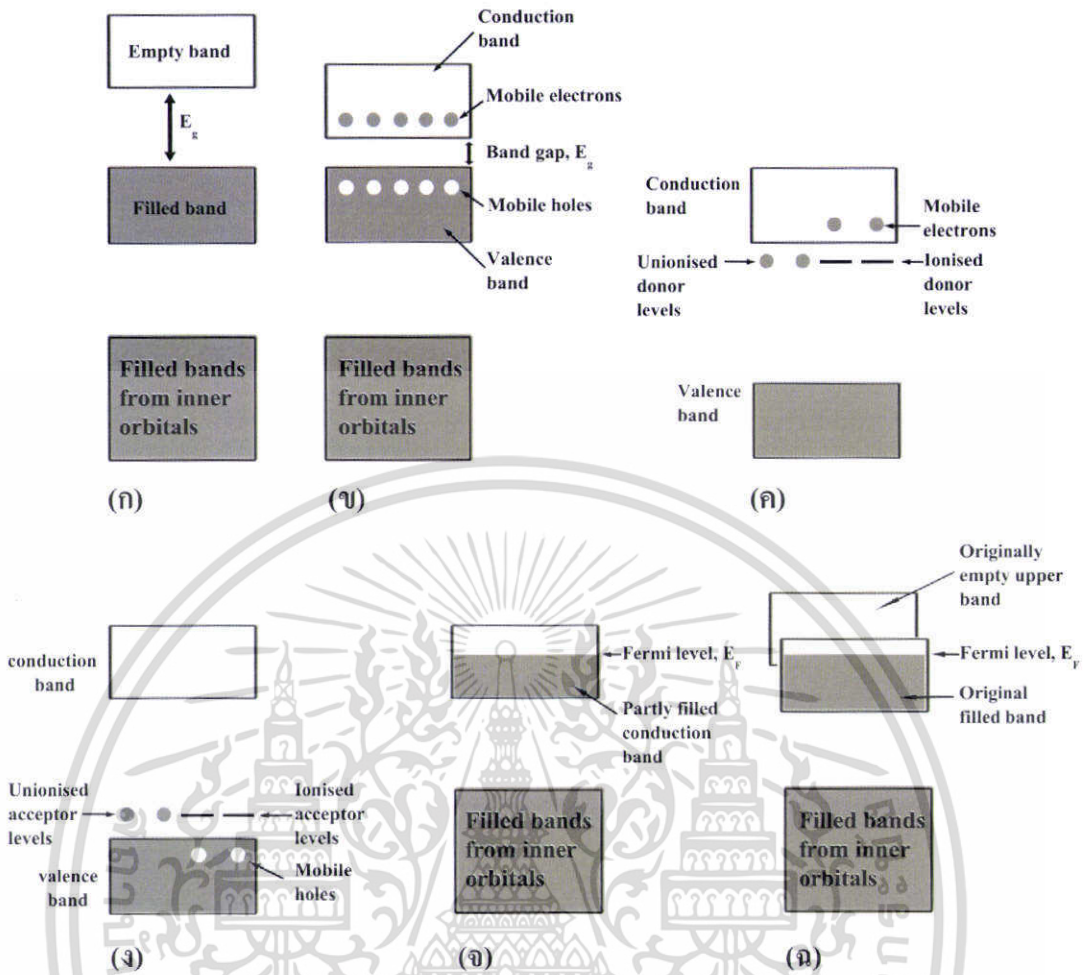 Empty band
E_g
Filled band
Filled bands
from inner
orbitals
(ก)
Conduction
band
Mobile electrons
Band gap, E_g
Mobile holes
Valence
band
Filled bands
from inner
orbitals
(ข)
Conduction
band
Mobile
electrons
Unionised
donor
levels
Ionised
donor
levels
Valence
band
(ค)
conduction
band
Unionised
acceptor
levels
Ionised
acceptor
levels
valence
band
Mobile
holes
(ง)
Fermi level, E_F
Partly filled
conduction
band
Filled bands
from inner
orbitals
(จ)
Originally
empty upper
band
Fermi level, E_F
Original
filled band
Filled bands
from inner
orbitals
(ฉ)